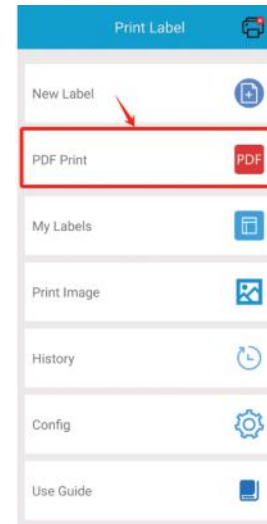 Print Label
New Label
PDF Print
PDF
My Labels
Print Image
History
Config
Use Guide